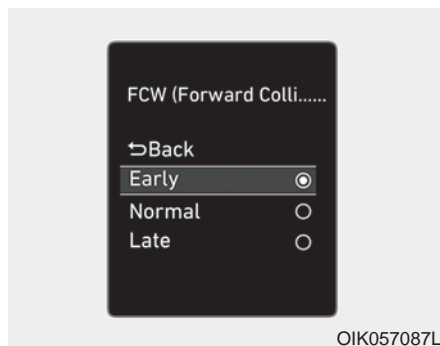 FCW (Forward Colli......
Back
Early
Normal
Late
OIK057087L